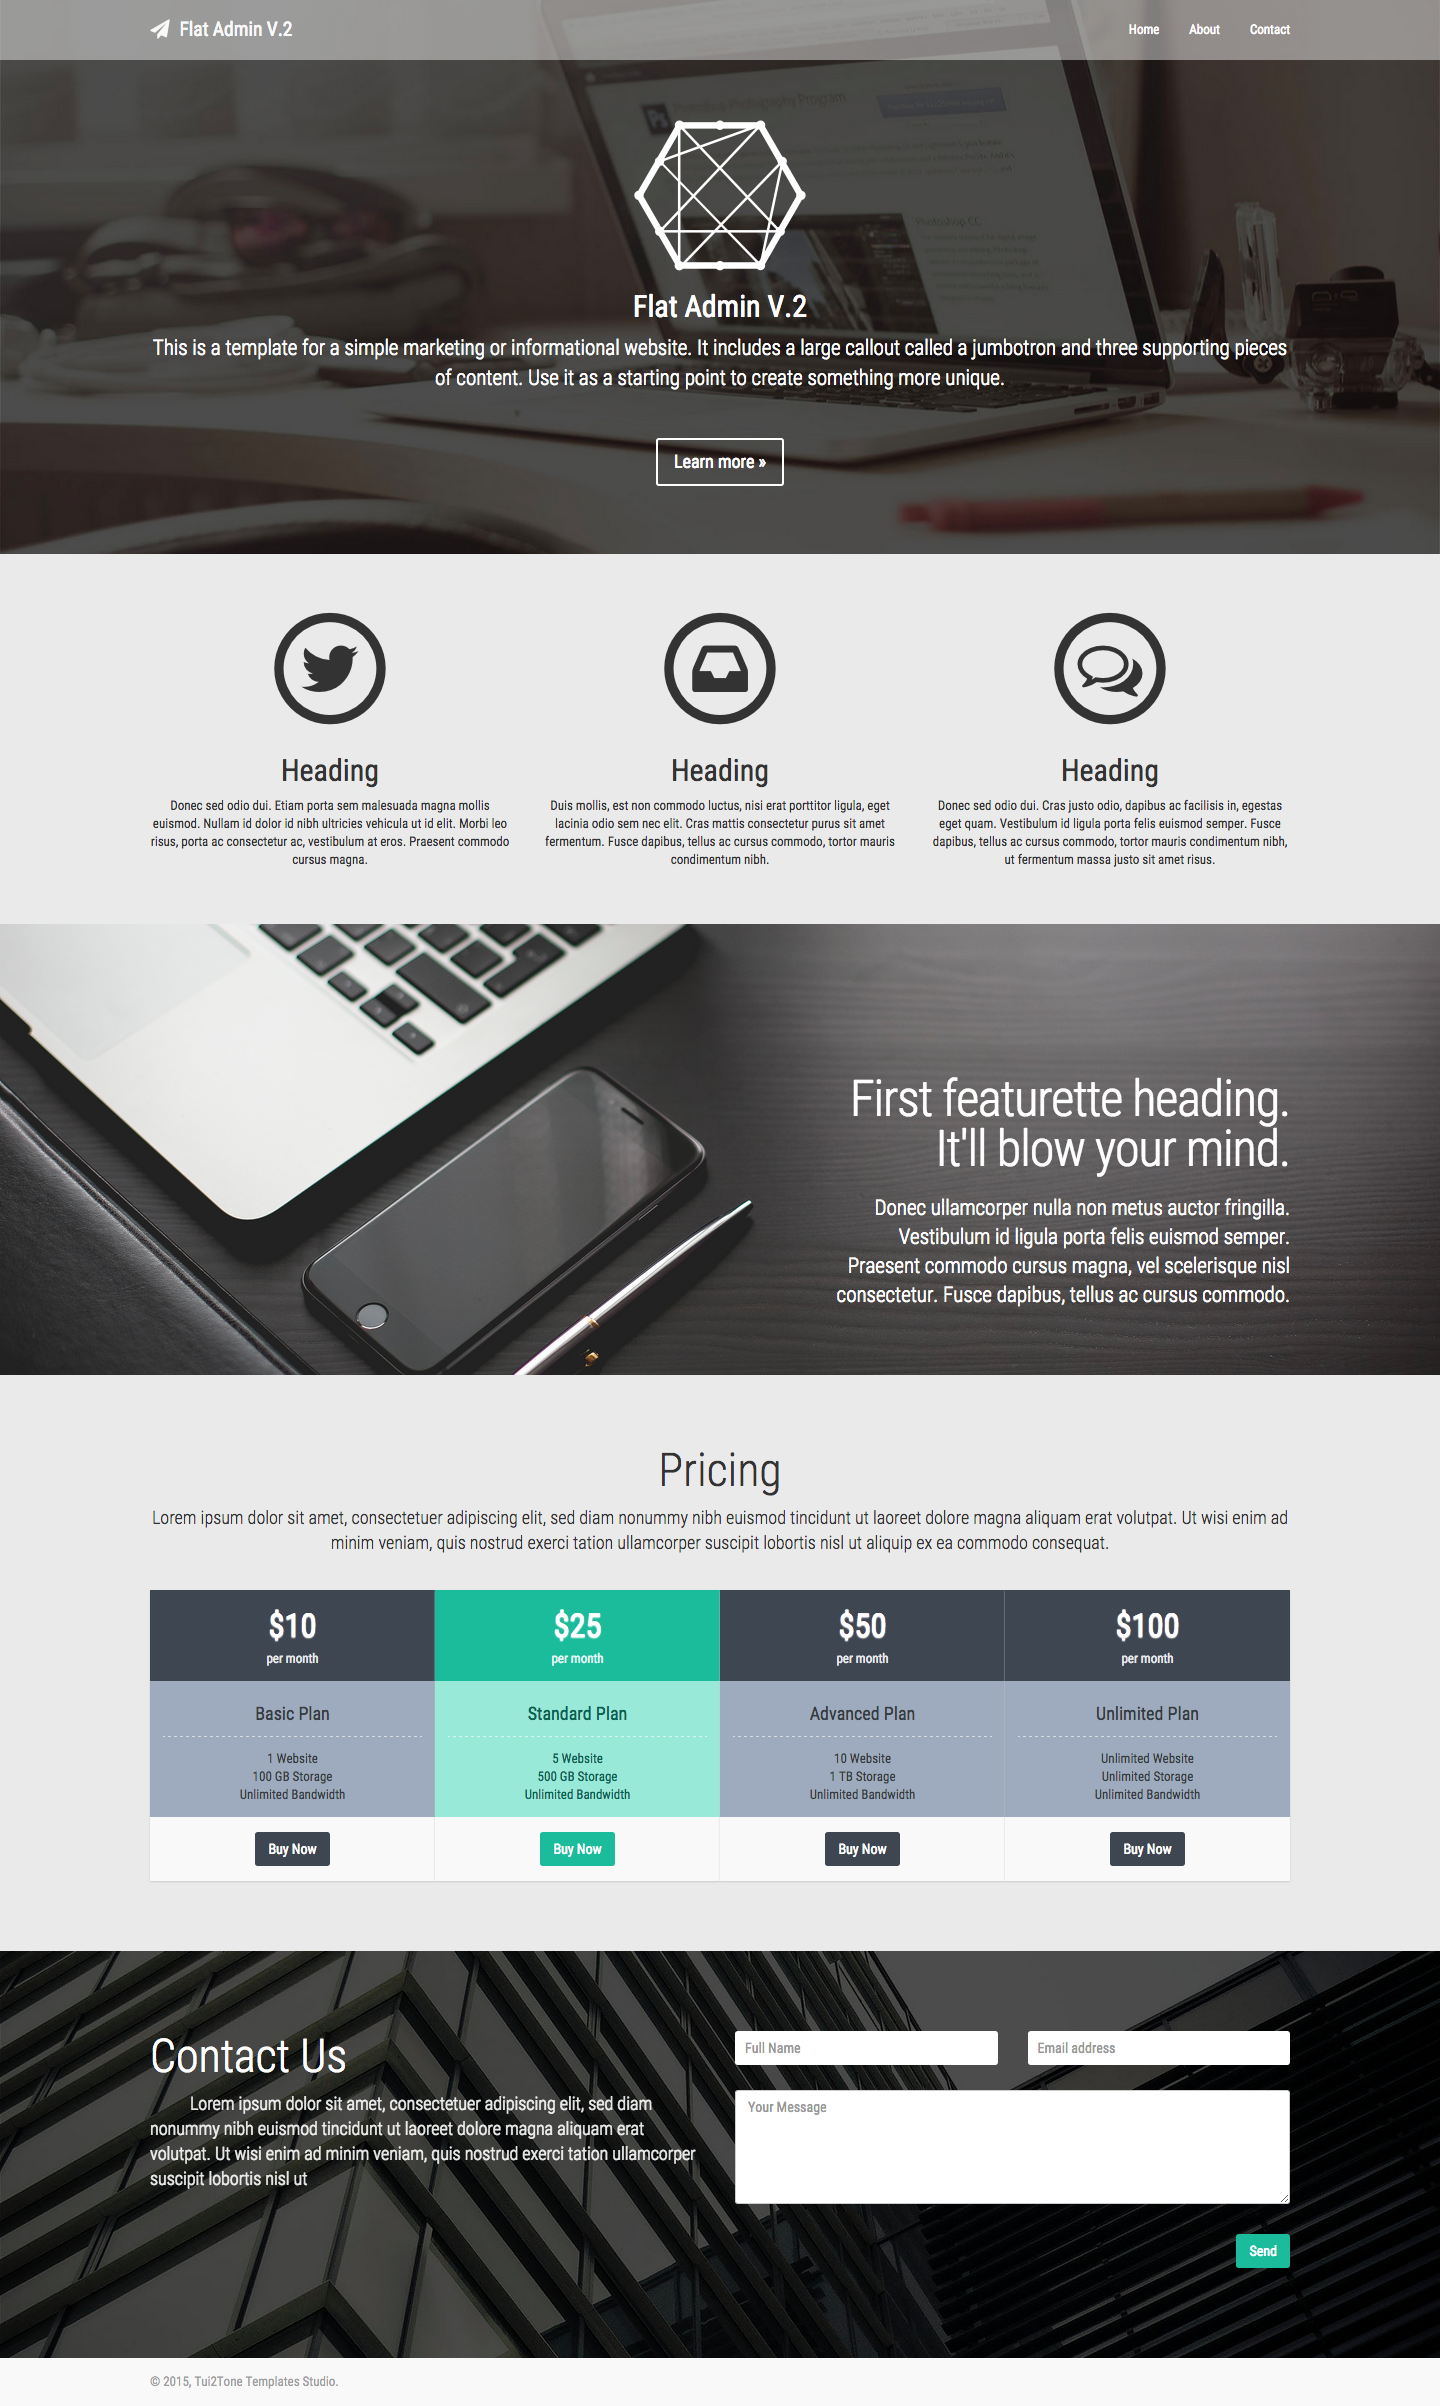 Flat Admin V.2
Home About Contact
Flat Admin V.2
This is a template for a simple marketing or informational website. It includes a large callout called a jumbotron and three supporting pieces
of content. Use it as a starting point to create something more unique.
Learn more »
Heading
Donec sed odio dui. Etiam porta sem malesuada magna mollis
euismod. Nullam id dolor id nibh ultricies vehicula ut id elit. Morbi leo
risus, porta ac consectetur ac, vestibulum at eros. Praesent commodo
cursus magna.
Heading
Duis mollis, est non commodo luctus, nisi erat porttitor ligula, eget
lacinia odio sem nec elit. Cras mattis consectetur purus sit amet
fermentum. Fusce dapibus, tellus ac cursus commodo, tortor mauris
condimentum nibh.
Heading
Donec sed odio dui. Cras justo odio, dapibus ac facilisis in, egestas
eget quam. Vestibulum id ligula porta felis euismod semper. Fusce
dapibus, tellus ac cursus commodo, tortor mauris condimentum nibh,
ut fermentum massa justo sit amet risus.
First featurette heading.
It'll blow your mind.
Donec ullamcorper nulla non metus auctor fringilla.
Vestibulum id ligula porta felis euismod semper.
Praesent commodo cursus magna, vel scelerisque nisl
consectetur. Fusce dapibus, tellus ac cursus commodo.
Pricing
Lorem ipsum dolor sit amet, consectetuer adipiscing elit, sed diam nonummy nibh euismod tincidunt ut laoreet dolore magna aliquam erat volutpat. Ut wisi enim ad
minim veniam, quis nostrud exerci tation ullamcorper suscipit lobortis nisl ut aliquip ex ea commodo consequat.
$10
per month
Basic Plan
1 Website
100 GB Storage
Unlimited Bandwidth
Buy Now
$25
per month
Standard Plan
5 Website
500 GB Storage
Unlimited Bandwidth
Buy Now
$50
per month
Advanced Plan
10 Website
1 TB Storage
Unlimited Bandwidth
Buy Now
$100
per month
Unlimited Plan
Unlimited Website
Unlimited Storage
Unlimited Bandwidth
Buy Now
Contact Us
Lorem ipsum dolor sit amet, consectetuer adipiscing elit, sed diam
nonummy nibh euismod tincidunt ut laoreet dolore magna aliquam erat
volutpat. Ut wisi enim ad minim veniam, quis nostrud exerci tation ullamcorper
suscipit lobortis nisl ut
Full Name
Email address
Your Message
Send
© 2015, Tui2Tone Templates Studio.